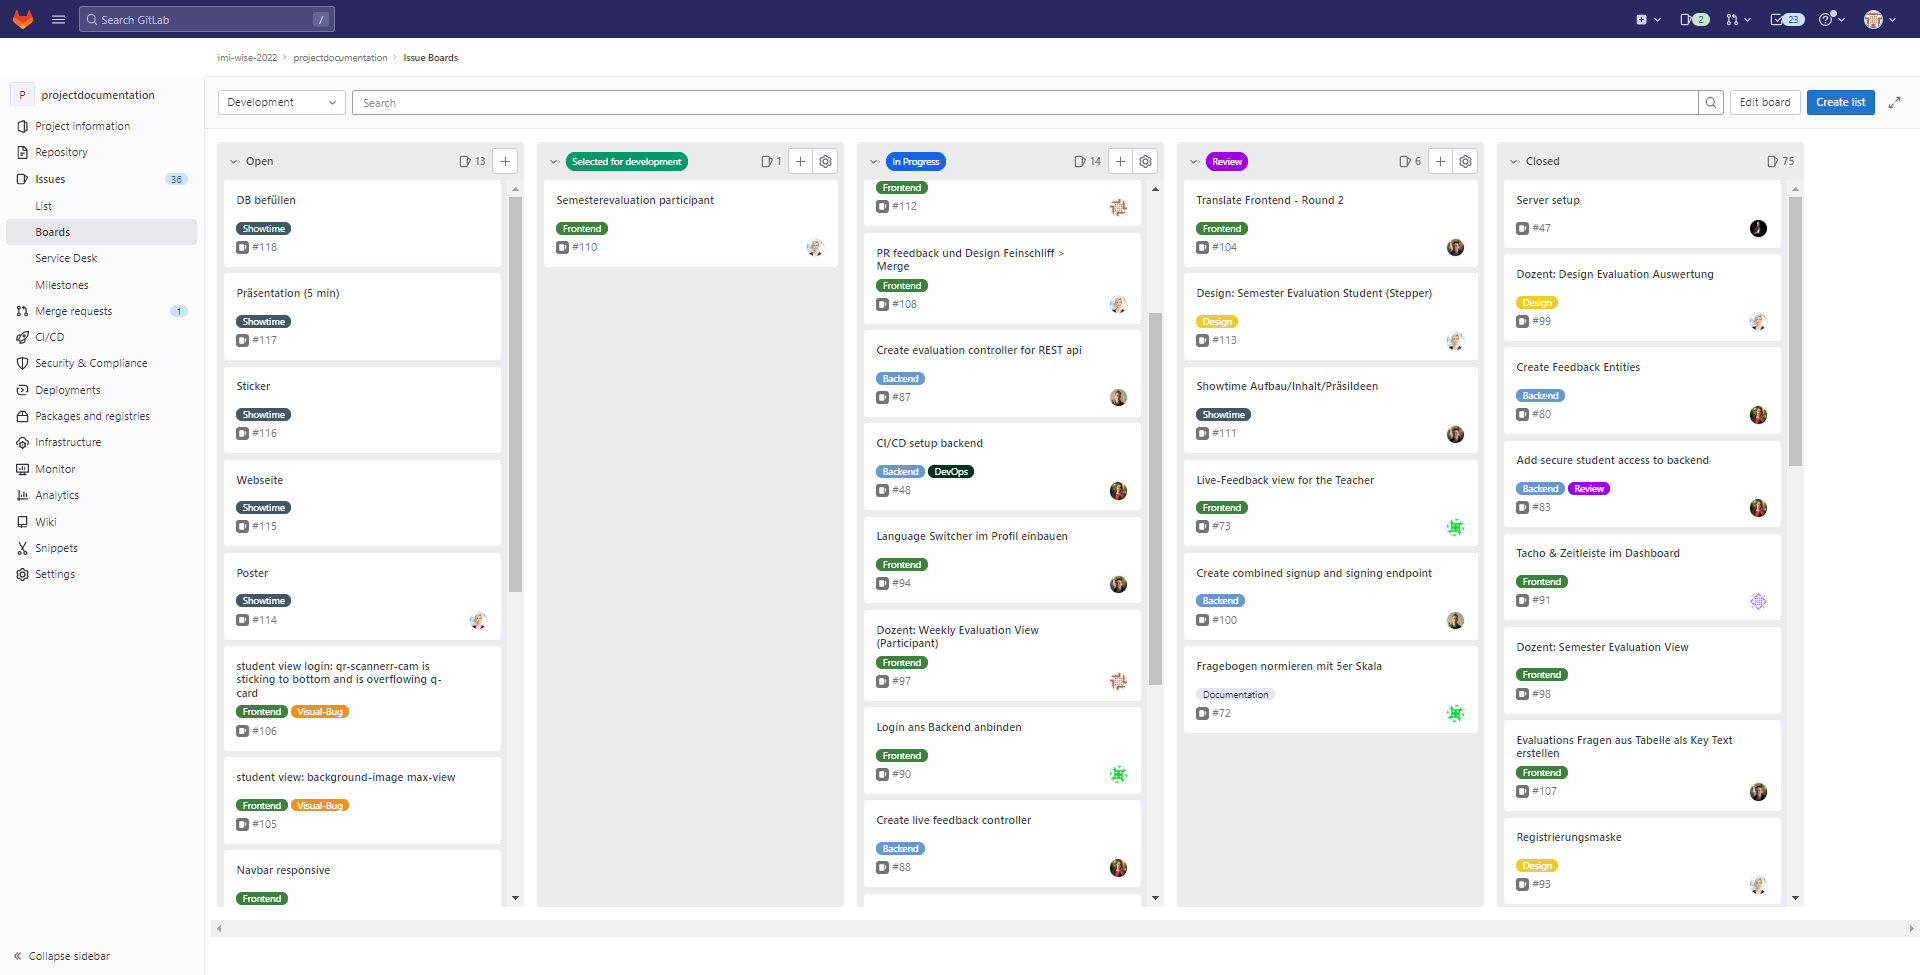 Search GitLab
/
2
23
imi-wise-2022 › projectdocumentation › Issue Boards
P projectdocumentation
Project information
Repository
Issues 36
List
Boards
Service Desk
Milestones
Merge requests 1
CI/CD
Security & Compliance
Deployments
Packages and registries
Infrastructure
Monitor
Analytics
Wiki
Snippets
Settings
Collapse sidebar
Development
Search
Edit board
Create list
Open 13
DB befüllen
Showtime
#118
Präsentation (5 min)
Showtime
#117
Sticker
Showtime
#116
Webseite
Showtime
#115
Poster
Showtime
#114
student view login: qr-scannerr-cam is
sticking to bottom and is overflowing q-
card
Frontend Visual-Bug
#106
student view: background-image max-view
Frontend Visual-Bug
#105
Navbar responsive
Frontend
Selected for development 1
Semesterevaluation participant
Frontend
#110
In Progress 14
Frontend
#112
PR feedback und Design Feinschliff >
Merge
Frontend
#108
Create evaluation controller for REST api
Backend
#87
CI/CD setup backend
Backend DevOps
#48
Language Switcher im Profil einbauen
Frontend
#94
Dozent: Weekly Evaluation View
(Participant)
Frontend
#97
Login ans Backend anbinden
Frontend
#90
Create live feedback controller
Backend
#88
Review 6
Translate Frontend - Round 2
Frontend
#104
Design: Semester Evaluation Student (Stepper)
Design
#113
Showtime Aufbau/Inhalt/PräsiIdeen
Showtime
#111
Live-Feedback view for the Teacher
Frontend
#73
Create combined signup and signing endpoint
Backend
#100
Fragebogen normieren mit 5er Skala
Documentation
#72
Closed 75
Server setup
#47
Dozent: Design Evaluation Auswertung
Design
#99
Create Feedback Entities
Backend
#80
Add secure student access to backend
Backend Review
#83
Tacho & Zeitleiste im Dashboard
Frontend
#91
Dozent: Semester Evaluation View
Frontend
#98
Evaluations Fragen aus Tabelle als Key Text
erstellen
Frontend
#107
Registrierungsmaske
Design
#93